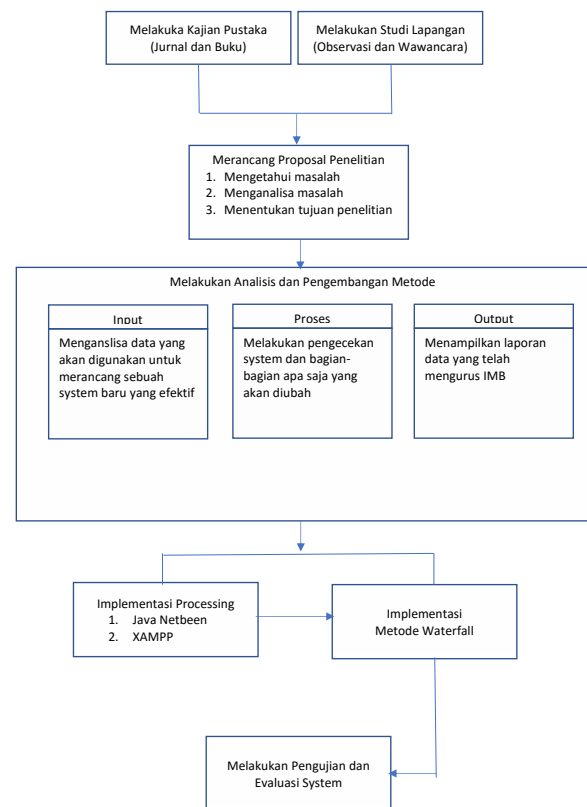 Melakuka Kajian Pustaka
(Jurnal dan Buku)
Melakukan Studi Lapangan
(Observasi dan Wawancara)
Merancang Proposal Penelitian
1. Mengetahui masalah
2. Menganalisa masalah
3. Menentukan tujuan penelitian
Melakukan Analisis dan Pengembangan Metode
Input
Menganslisa data yang
akan digunakan untuk
merancang sebuah
system baru yang efektif
Proses
Melakukan pengecekan
system dan bagian-
bagian apa saja yang
akan diubah
Output
Menampilkan laporan
data yang telah
mengurus IMB
Implementasi Processing
1. Java Netbeen
2. XAMPP
Implementasi
Metode Waterfall
Melakukan Pengujian dan
Evaluasi System